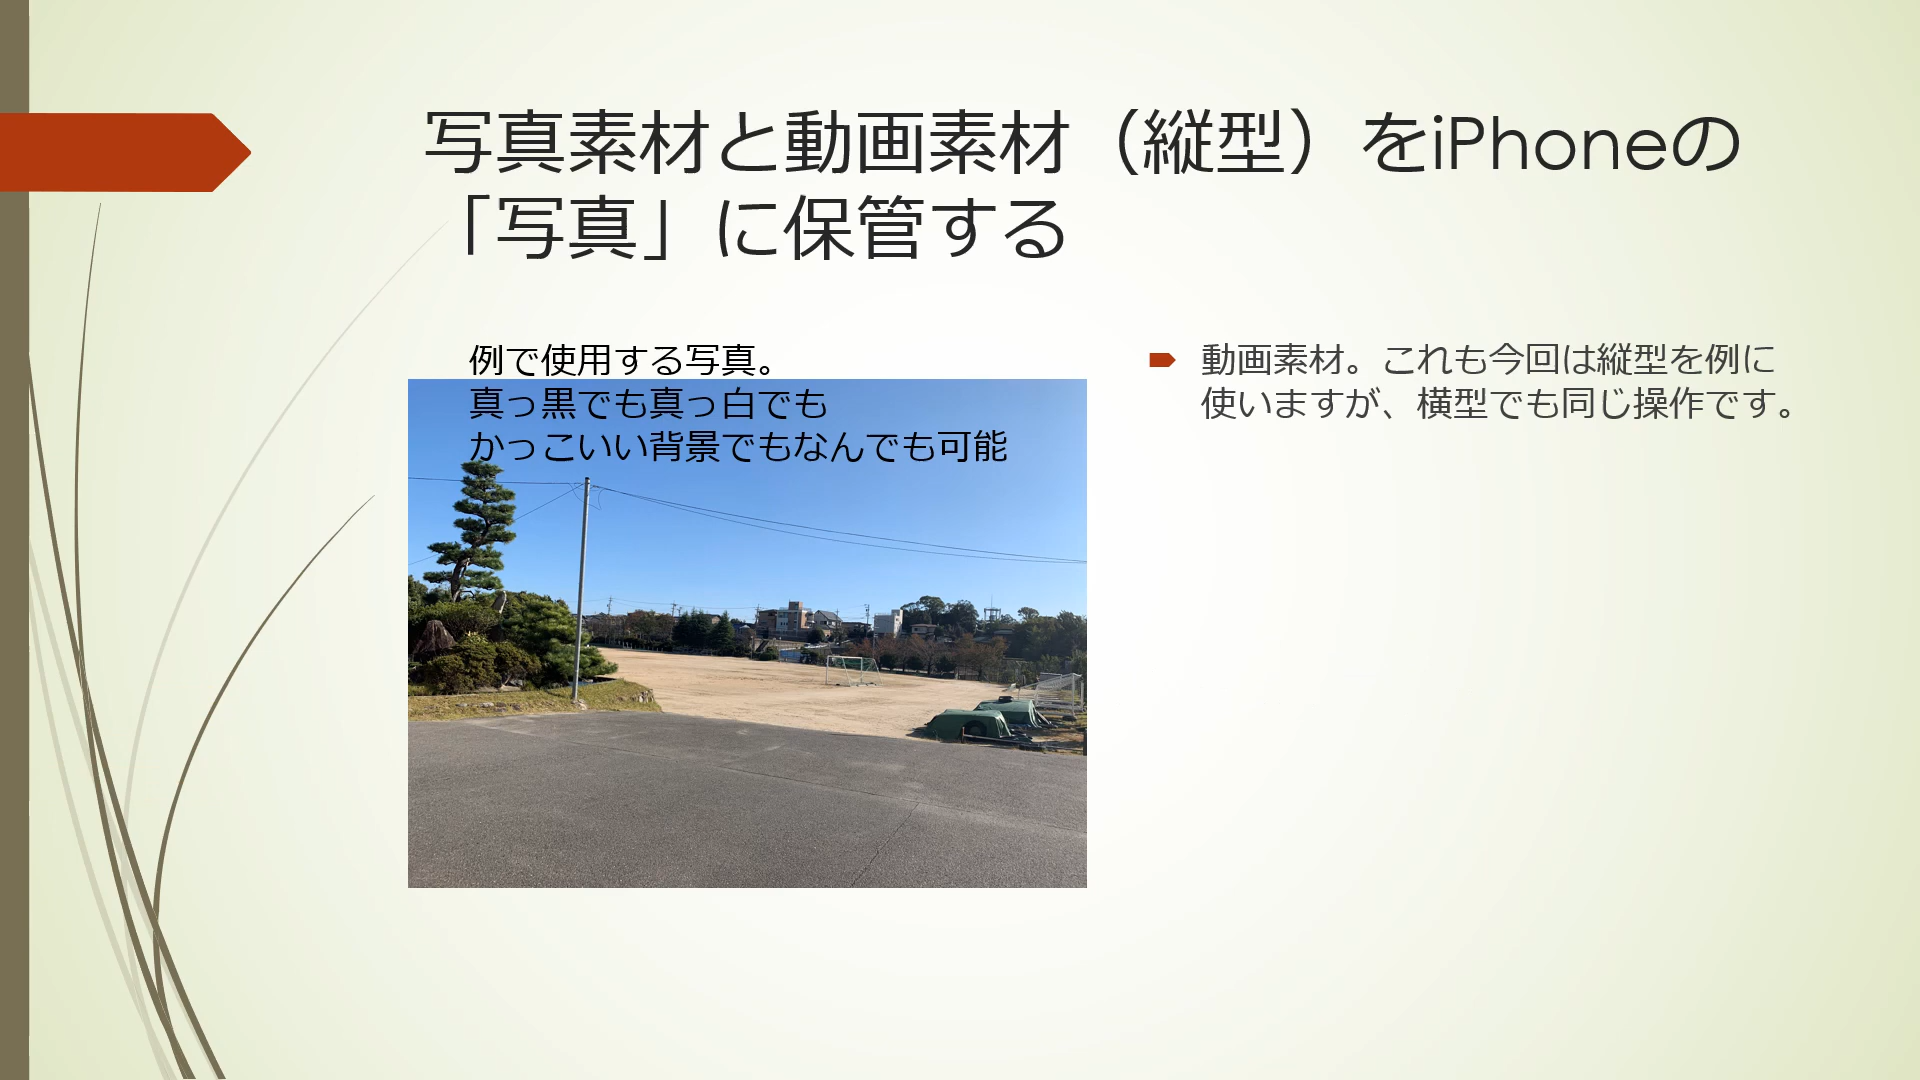 写真素材と動画素材（縦型）をiPhoneの
「写真」に保管する
例で使用する写真。
真っ黒でも真っ白でも
かっこいい背景でもなんでも可能
動画素材。これも今回は縦型を例に
使いますが、横型でも同じ操作です。